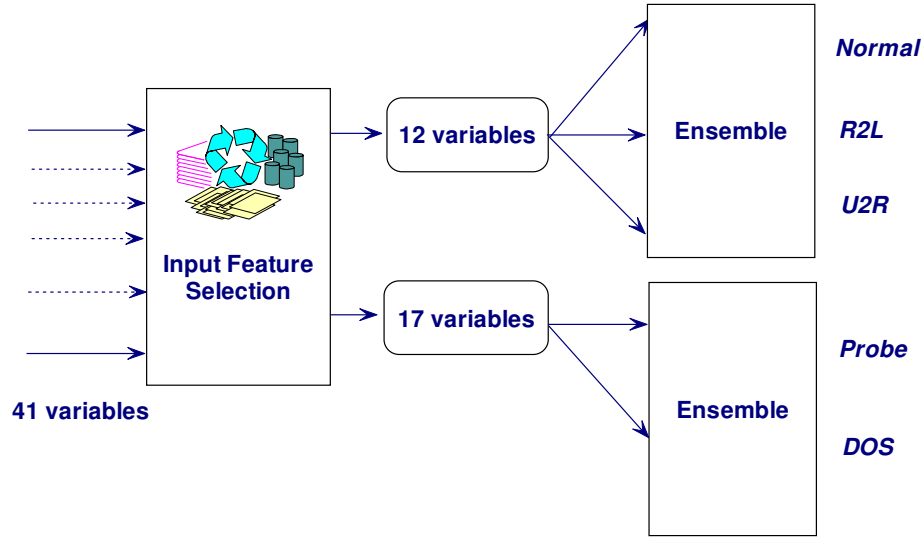 41 variables
Input Feature
Selection
12 variables
17 variables
Ensemble
Normal
R2L
U2R
Ensemble
Probe
DOS